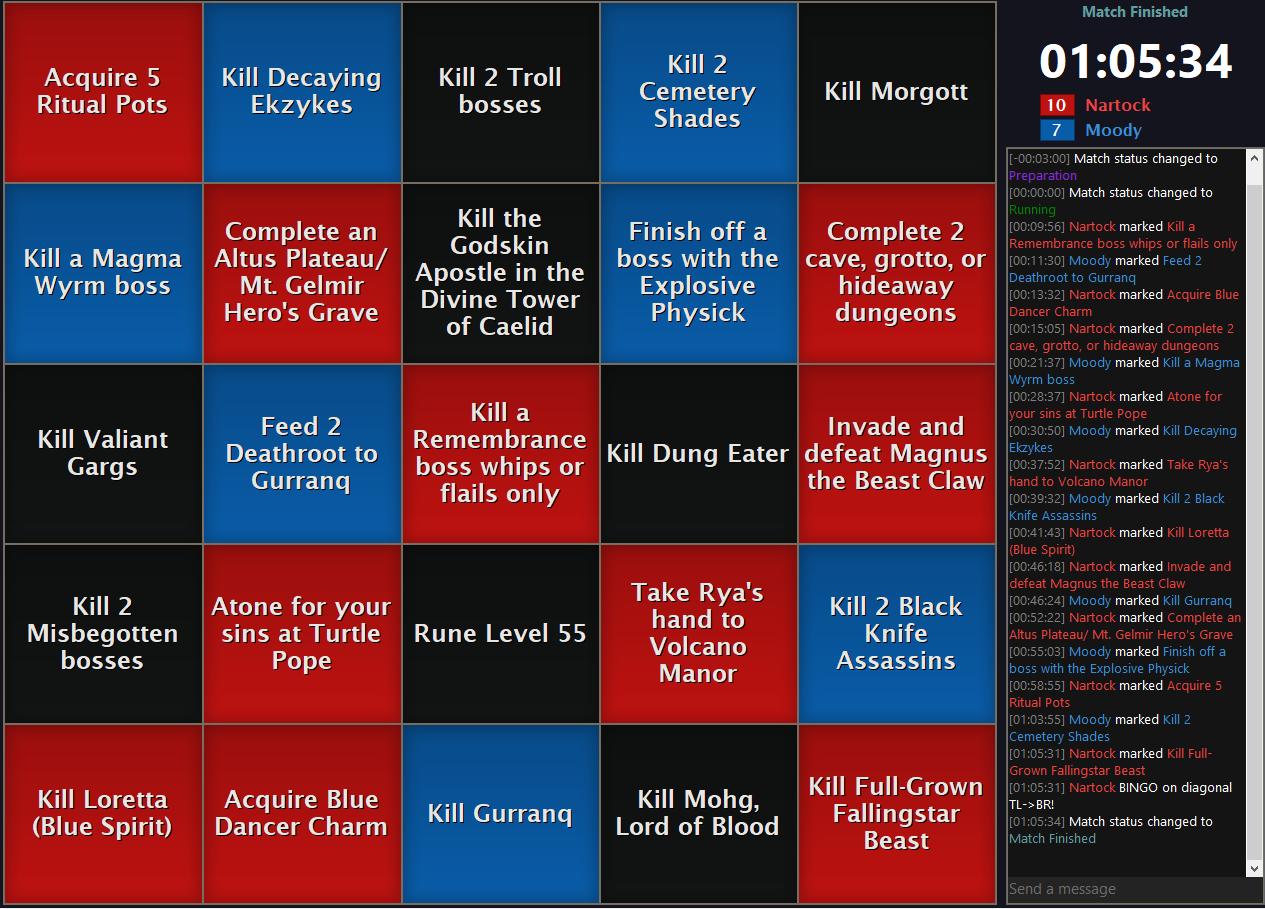 Acquire 5
Ritual Pots
Kill Decaying
Ekzykes
Kill 2 Troll
bosses
Kill 2
Cemetery
Shades
Kill Morgott
Kill a Magma
Wyrm boss
Complete an
Altus Plateau/
Mt. Gelmir
Hero's Grave
Kill the
Godskin
Apostle in the
Divine Tower
of Caelid
Finish off a
boss with the
Explosive
Physick
Complete 2
cave, grotto, or
hideaway
dungeons
Kill Valiant
Gargs
Feed 2
Deathroot to
Gurranq
Kill a
Remembrance
boss whips or
flails only
Kill Dung Eater
Invade and
defeat Magnus
the Beast Claw
Kill 2
Misbegotten
bosses
Atone for your
sins at Turtle
Pope
Rune Level 55
Take Rya's
hand to
Volcano
Manor
Kill 2 Black
Knife
Assassins
Kill Loretta
(Blue Spirit)
Acquire Blue
Dancer Charm
Kill Gurranq
Kill Mohg,
Lord of Blood
Kill Full-Grown
Fallingstar
Beast
Match Finished
01:05:34
10 Nartock
7 Moody
[-00:03:00] Match status changed to
Preparation
[00:00:00] Match status changed to
Running
[00:09:56] Nartock marked Kill a
Remembrance boss whips or flails only
[00:11:30] Moody marked Feed 2
Deathroot to Gurranq
[00:13:32] Nartock marked Acquire Blue
Dancer Charm
[00:15:05] Nartock marked Complete 2
cave, grotto, or hideaway dungeons
[00:21:37] Moody marked Kill a Magma
Wyrm boss
[00:28:37] Nartock marked Atone for
your sins at Turtle Pope
[00:30:50] Moody marked Kill Decaying
Ekzykes
[00:37:52] Nartock marked Take Rya's
hand to Volcano Manor
[00:39:32] Moody marked Kill 2 Black
Knife Assassins
[00:41:43] Nartock marked Kill Loretta
(Blue Spirit)
[00:46:18] Nartock marked Invade and
defeat Magnus the Beast Claw
[00:46:24] Moody marked Kill Gurranq
[00:52:22] Nartock marked Complete an
Altus Plateau/ Mt. Gelmir Hero's Grave
[00:55:03] Moody marked Finish off a
boss with the Explosive Physick
[00:58:55] Nartock marked Acquire 5
Ritual Pots
[01:03:55] Moody marked Kill 2
Cemetery Shades
[01:05:31] Nartock marked Kill Full-
Grown Fallingstar Beast
[01:05:31] Nartock BINGO on diagonal
TL->BR!
[01:05:34] Match status changed to
Match Finished
Send a message